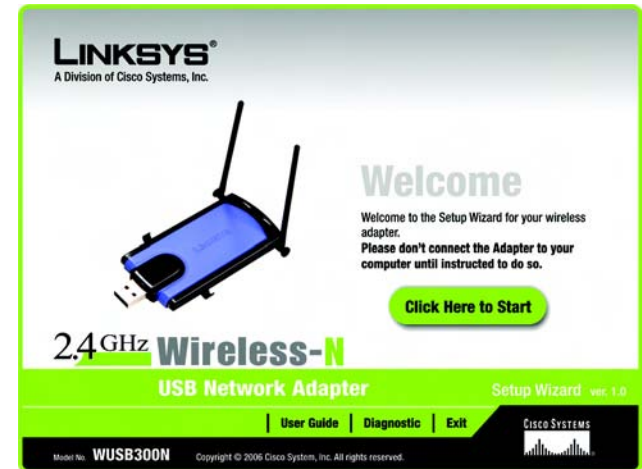 LINKSYS®
A Division of Cisco Systems, Inc.
Linksys
Welcome
Welcome to the Setup Wizard for your wireless
adapter.
Please don't connect the Adapter to your
computer until instructed to do so.
Click Here to Start
2.4 GHz Wireless-N
USB Network Adapter
Setup Wizard ver. 1.0
User Guide | Diagnostic | Exit
CISCO SYSTEMS
Model No. WUSB300N Copyright © 2006 Cisco System, Inc. All rights reserved.